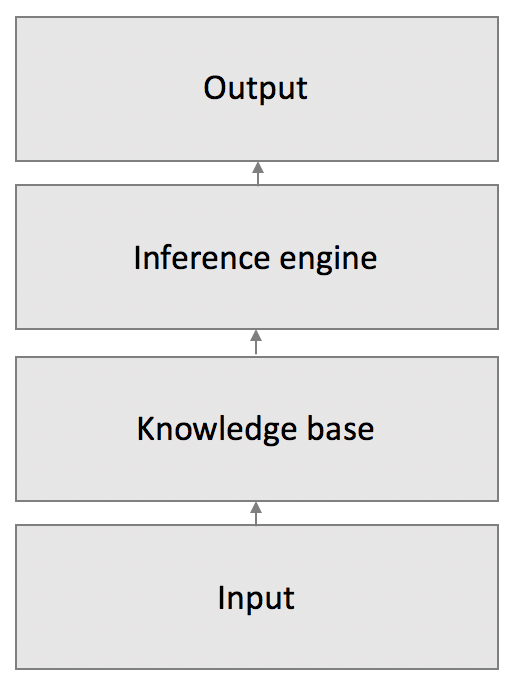 Output
Inference engine
Knowledge base
Input